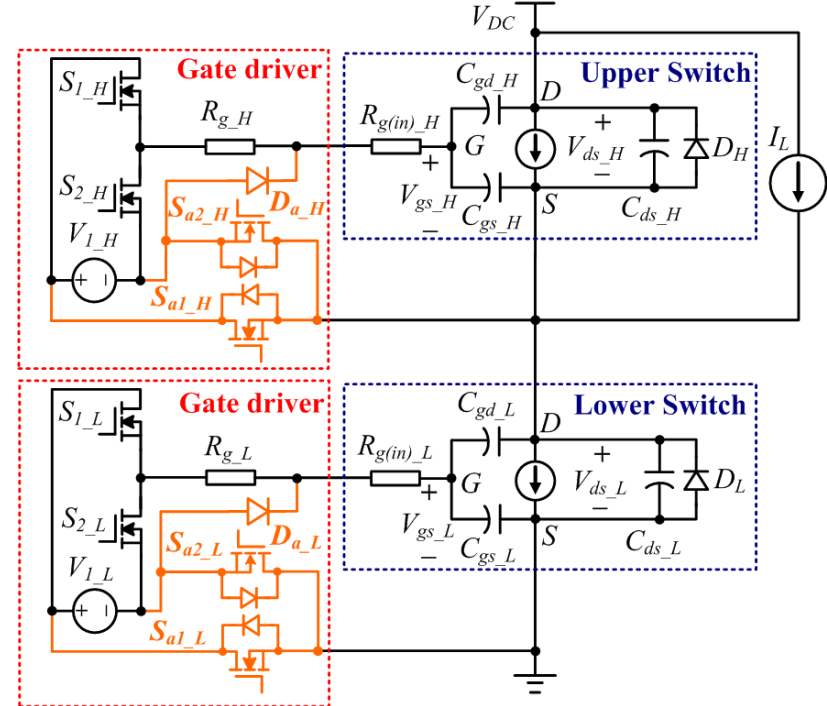 V_DC
Gate driver
Upper Switch
S_1_H
R_g_H
R_g(in)_H
C_gd_H
D
G
V_ds_H
D_H
I_L
S_2_H
S_a2_H
D_a_H
V_gs_H
C_gs_H
S
C_ds_H
V_1_H
+ −
S_a1_H
+
−
+
−
Gate driver
Lower Switch
S_1_L
R_g_L
R_g(in)_L
C_gd_L
D
G
V_ds_L
D_L
S_2_L
S_a2_L
D_a_L
V_gs_L
C_gs_L
S
C_ds_L
V_1_L
+ −
S_a1_L
+
−
+
−